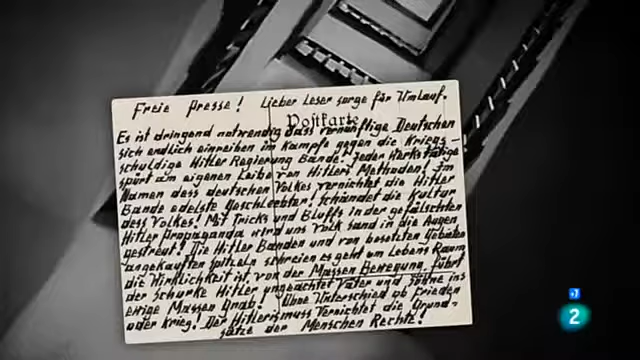 Freie Presse! Lieber Leser sorge für Umlauf.
Postkarte
Es ist dringend notwendig dass vernünftige Deutschen
sich endlich einreihen im Kampfe gegen die Kriegs-
schuldige Hitler Regierung Bande. Jeder Werkstätige
spürt am eigenen Leibe von Hitlers Methoden! Im
Namen dess deutschen Volkes vernichtet die Hitler
Bande edelste Geschlechter! Schändet die Kultur
dess Volkes! Mit Tricks und Bluffs in der gefälschten
Hitler Propaganda wird uns Volk sand in die Augen
gestreut! Die Hitler Banden und von besetzten Gebieten
angekauften schreien es geht um Lebens Raum
die Wirklichkeit ist von der Massen Bewegung führt
der schurke Hitler ungeachtet Väter und Söhne ins
ewige Massen Grab! Ohne Unterschied ob Frieden
oder Krieg! Der Hitlerismuss Vernichtet die Grund-
sätze der Menschen Rechte!
2